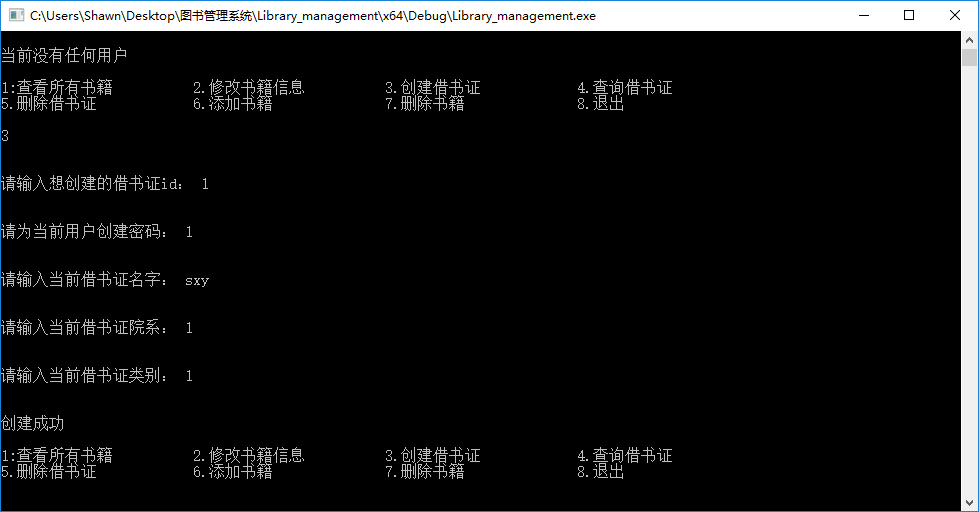 C:\Users\Shawn\Desktop\图书管理系统\Library_management\x64\Debug\Library_management.exe
当前没有任何用户
1:查看所有书籍 2.修改书籍信息 3.创建借书证 4.查询借书证
5.删除借书证 6.添加书籍 7.删除书籍 8.退出
3
请输入想创建的借书证id: 1
请为当前用户创建密码: 1
请输入当前借书证名字: sxy
请输入当前借书证院系: 1
请输入当前借书证类别: 1
创建成功
1:查看所有书籍 2.修改书籍信息 3.创建借书证 4.查询借书证
5.删除借书证 6.添加书籍 7.删除书籍 8.退出